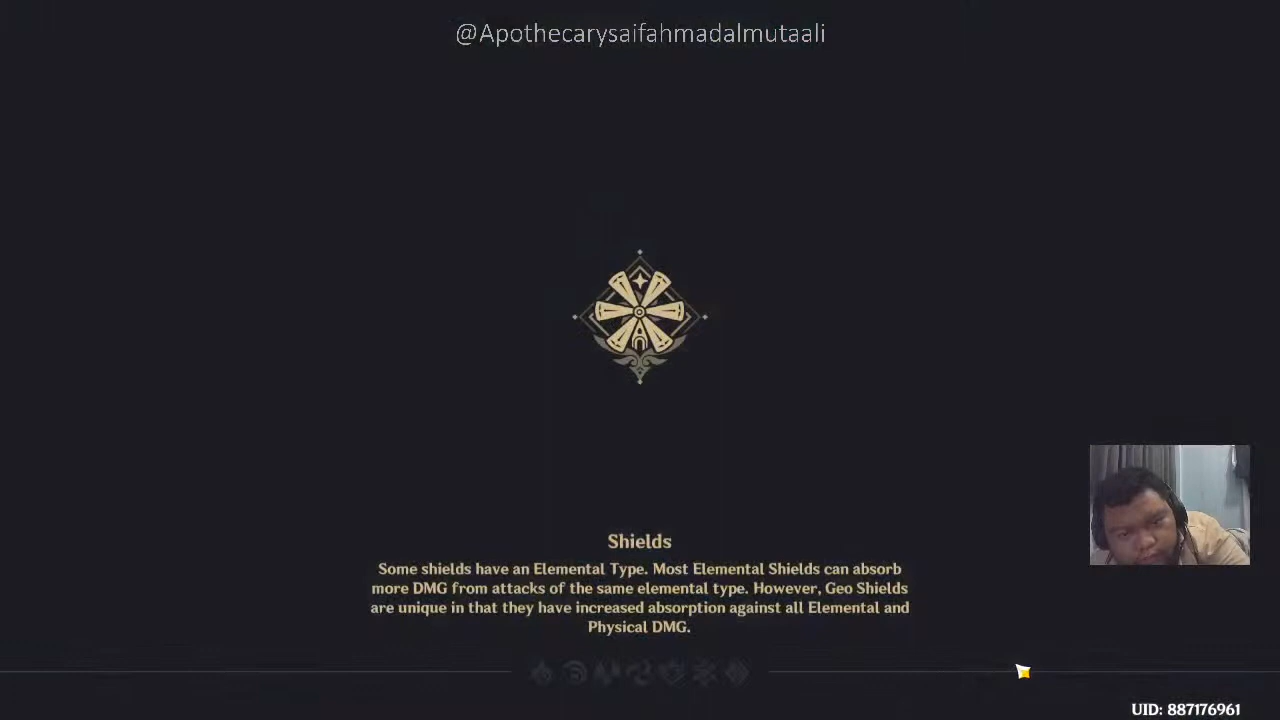 @Apothecarysaifahmadalmutaali
Shields
Some shields have an Elemental Type. Most Elemental Shields can absorb
more DMG from attacks of the same elemental type. However, Geo Shields
are unique in that they have increased absorption against all Elemental and
Physical DMG.
UID: 887176961